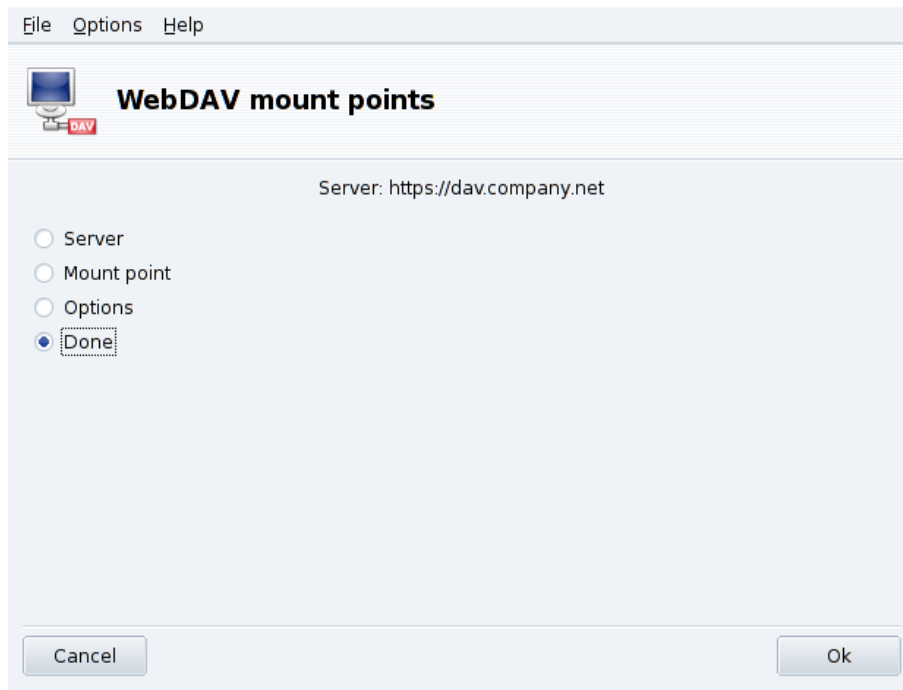 File Options Help
WebDAV mount points
DAV
Server: https://dav.company.net
Server
Mount point
Options
Done
Cancel Ok